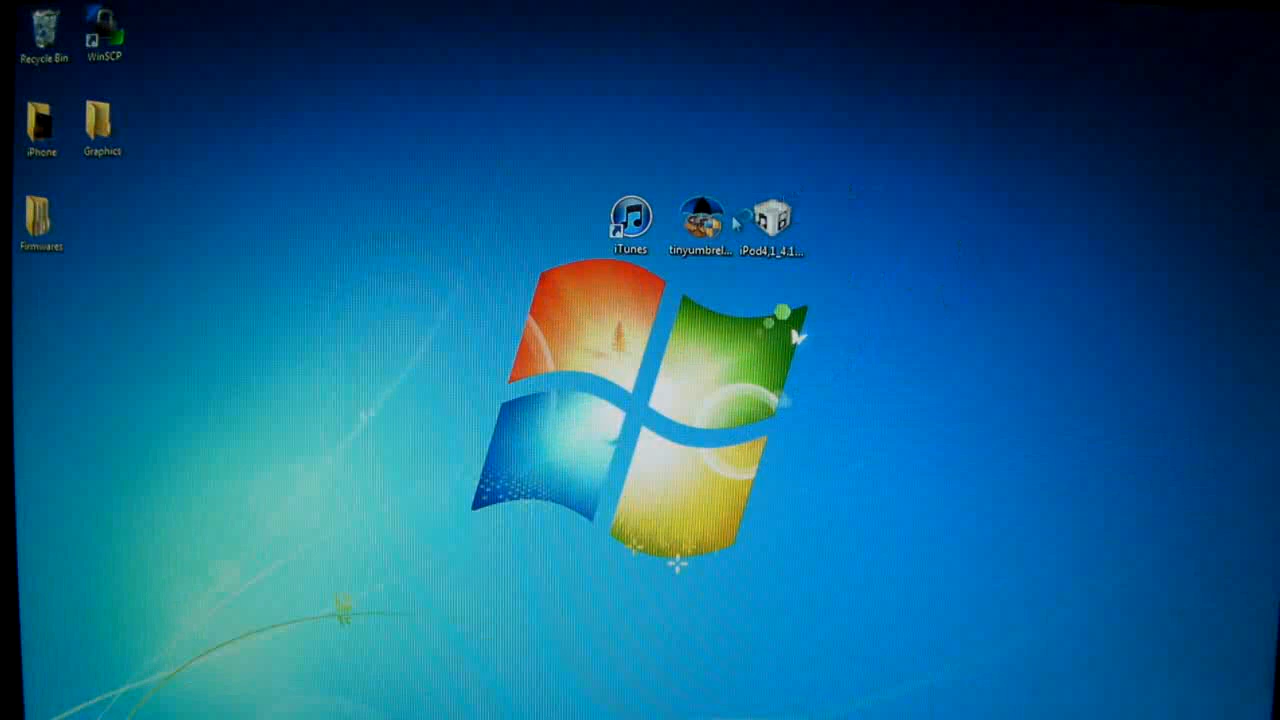 Recycle Bin
WinSCP
iPhone
Graphics
Firmwares
iTunes
tinyumbrel...
iPod4,1_4.1...